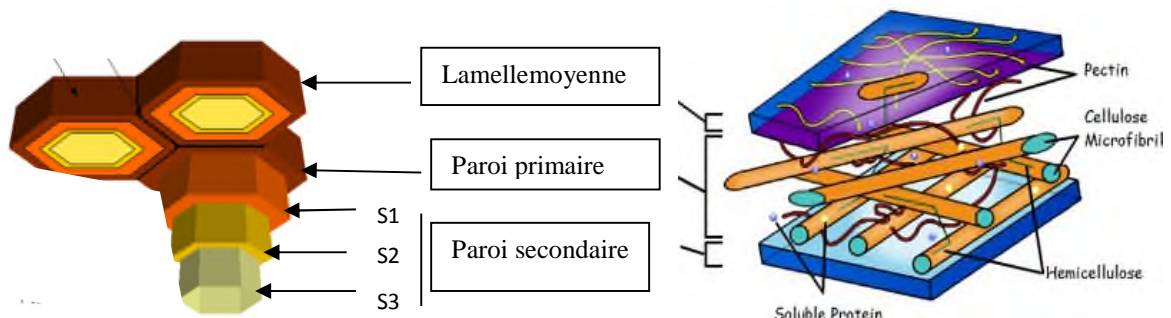 Lamellemoyenne
Paroi primaire
S1
S2
S3
Paroi secondaire
Pectin
Cellulose
Microfibril
Hemicellulose
Soluble Protein